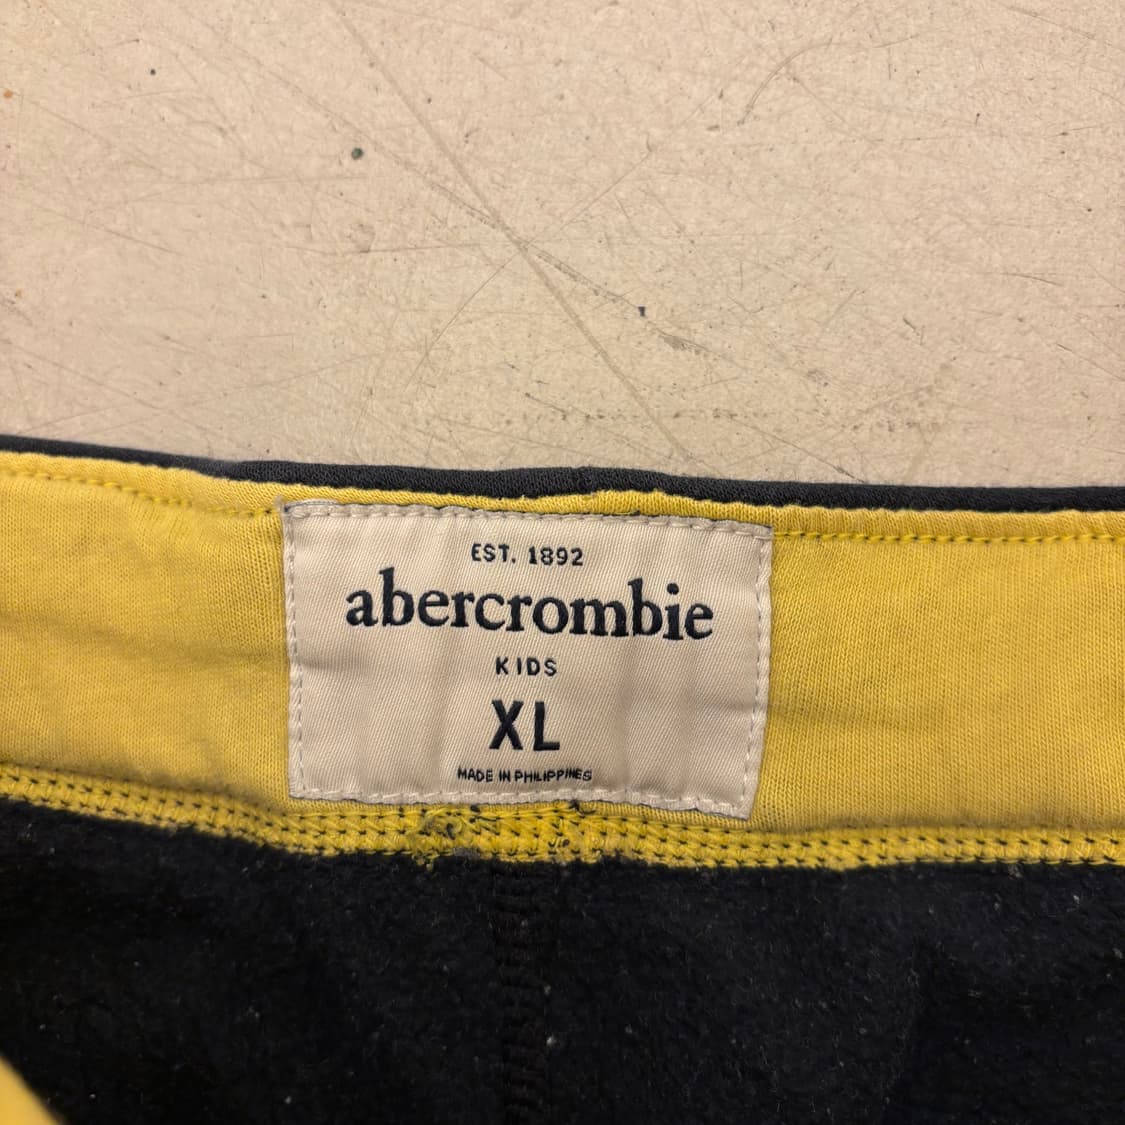 EST. 1892
abercrombie
KIDS
XL
MADE IN PHILIPPINES